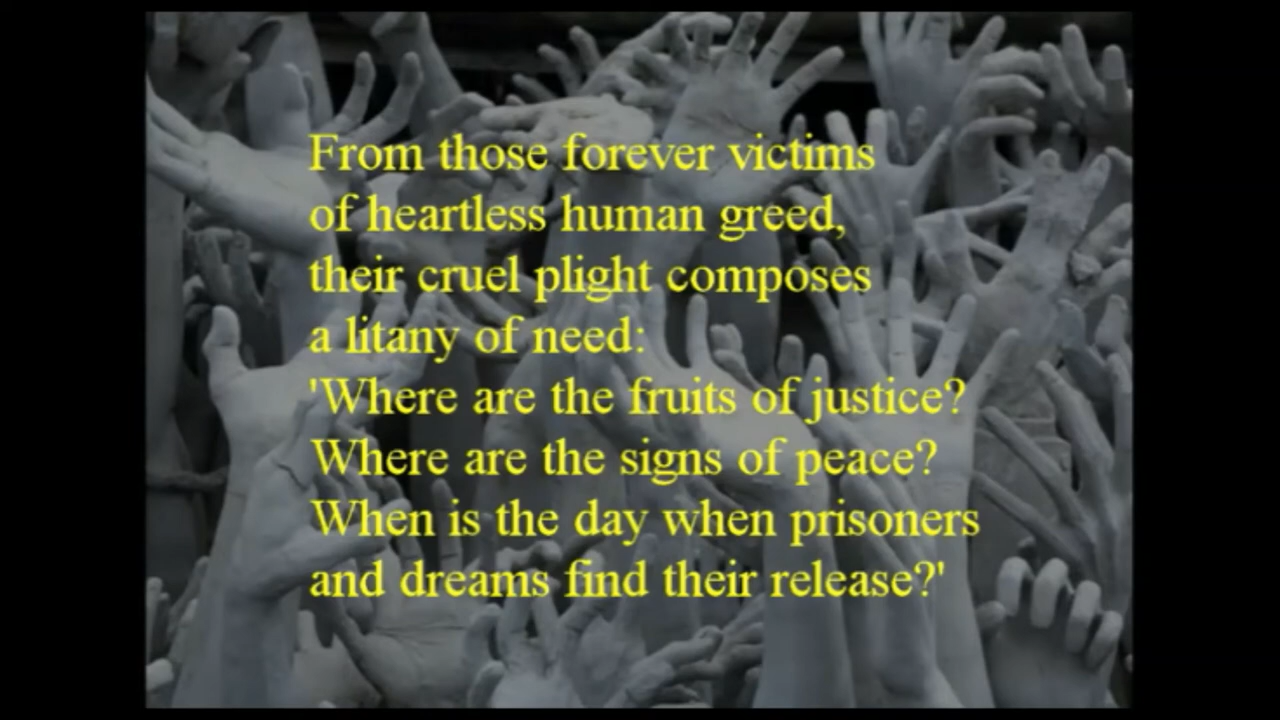 From those forever victims
of heartless human greed,
their cruel plight composes
a litany of need:
'Where are the fruits of justice?
Where are the signs of peace?
When is the day when prisoners
and dreams find their release?'